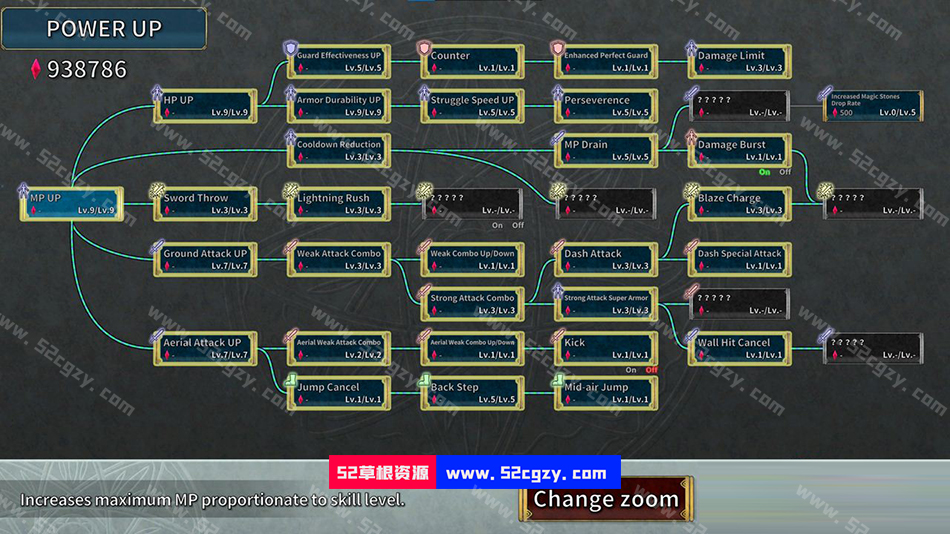 POWER UP
938786
Guard Effectiveness UP
- Lv.5/Lv.5
Counter
- Lv.1/Lv.1
Enhanced Perfect Guard
- Lv.1/Lv.1
Damage Limit
- Lv.3/Lv.3
HP UP
- Lv.9/Lv.9
Armor Durability UP
- Lv.9/Lv.9
Struggle Speed UP
- Lv.5/Lv.5
Perseverence
- Lv.5/Lv.5
?????
- Lv.-/Lv.-
Increased Magic Stones
Drop Rate
500 Lv.0/Lv.5
Cooldown Reduction
- Lv.3/Lv.3
MP Drain
- Lv.5/Lv.5
Damage Burst
- Lv.1/Lv.1
On Off
MP UP
- Lv.9/Lv.9
Sword Throw
- Lv.3/Lv.3
Lightning Rush
- Lv.3/Lv.3
?????
- Lv.-/Lv.-
On Off
?????
- Lv.-/Lv.-
Blaze Charge
- Lv.3/Lv.3
?????
- Lv.-/Lv.-
Ground Attack UP
- Lv.7/Lv.7
Weak Attack Combo
- Lv.3/Lv.3
Weak Combo Up/Down
- Lv.1/Lv.1
Dash Attack
- Lv.3/Lv.3
Dash Special Attack
- Lv.1/Lv.1
Strong Attack Combo
- Lv.3/Lv.3
Strong Attack Super Armor
- Lv.3/Lv.3
?????
- Lv.-/Lv.-
Aerial Attack UP
- Lv.7/Lv.7
Aerial Weak Attack Combo
- Lv.2/Lv.2
Aerial Weak Combo Up/Down
- Lv.1/Lv.1
Kick
- Lv.1/Lv.1
On Off
Wall Hit Cancel
- Lv.1/Lv.1
?????
- Lv.-/Lv.-
Jump Cancel
- Lv.1/Lv.1
Back Step
- Lv.5/Lv.5
Mid-air Jump
- Lv.1/Lv.1
52草根资源 www.52cgzy.com
Increases maximum MP proportionate to skill level.
Change zoom